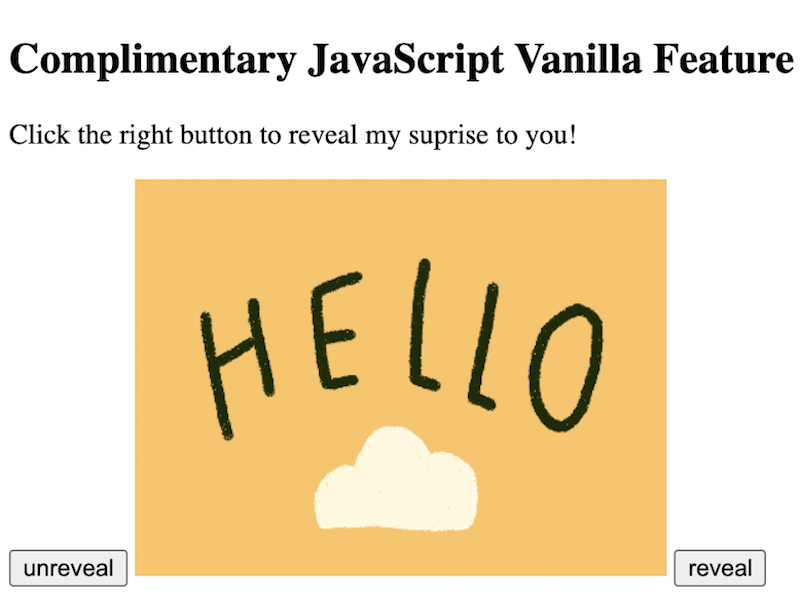 Complimentary JavaScript Vanilla Feature
Click the right button to reveal my suprise to you!
HELLO
unreveal
reveal